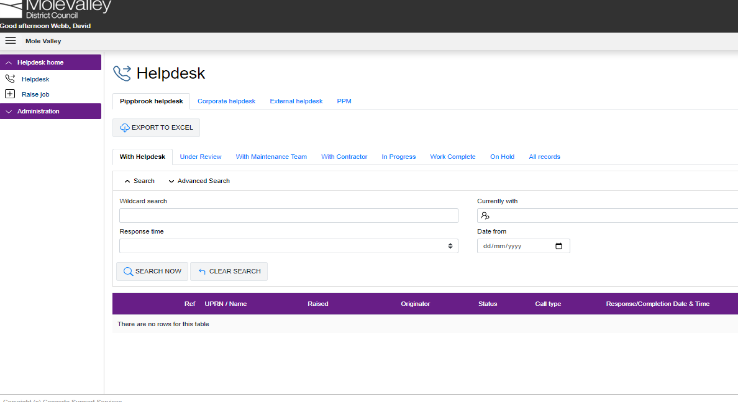 MoleValley
District Council
Good afternoon Webb, David
Mole Valley
Helpdesk home
Helpdesk
Raise job
Administration
Helpdesk
Pippbrook helpdesk Corporate helpdesk External helpdesk PPM
EXPORT TO EXCEL
With Helpdesk Under Review With Maintenance Team With Contractor In Progress Work Complete On Hold All records
Search Advanced Search
Wildcard search Currently with
Response time Date from
dd/mm/yyyy
SEARCH NOW CLEAR SEARCH
Ref UPRN / Name Raised Originator Status Call type Response/Completion Date & Time
There are no rows for this table